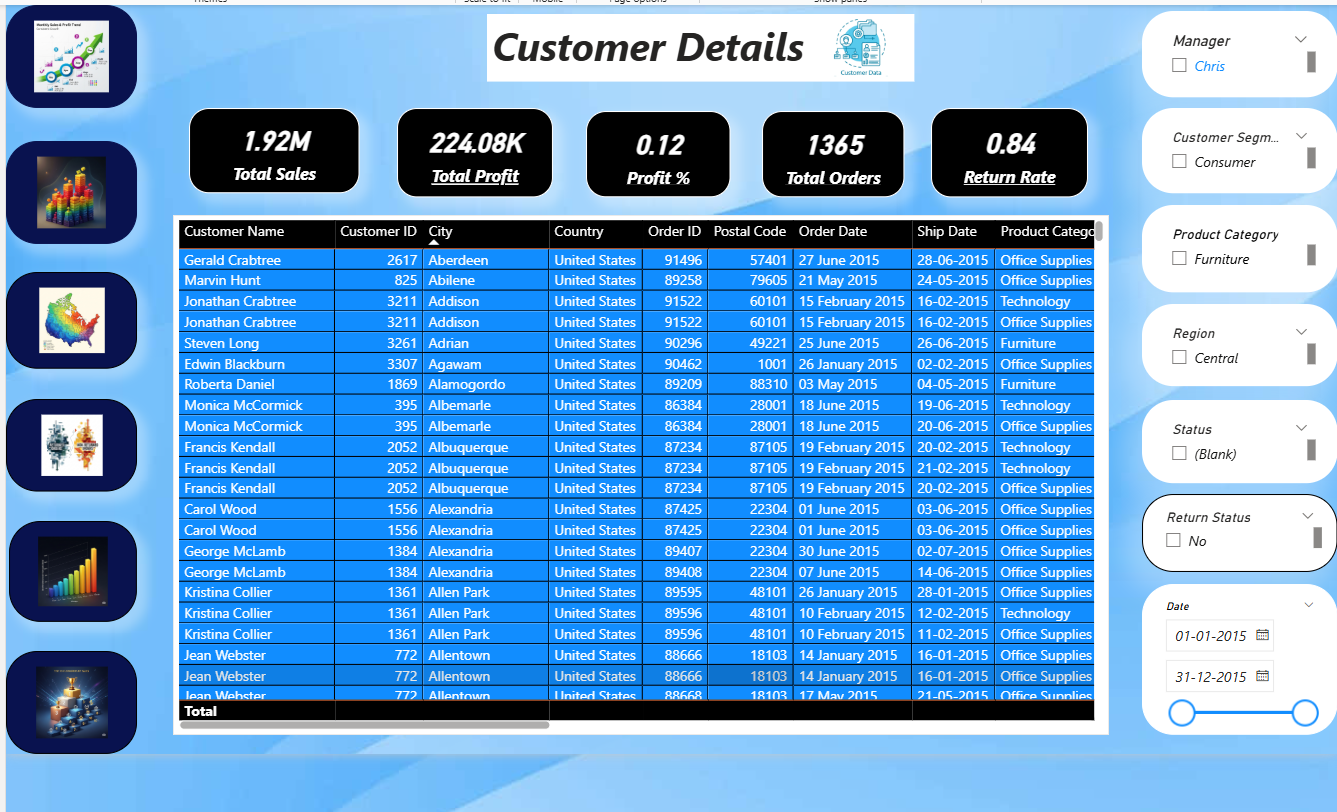 Themes Scale to fit Mobile Page options Show panes
Customer Details
Customer Data
1.92M
Total Sales
224.08K
Total Profit
0.12
Profit %
1365
Total Orders
0.84
Return Rate
Customer Name Customer ID City Country Order ID Postal Code Order Date Ship Date Product Catego
Gerald Crabtree 2617 Aberdeen United States 91496 57401 27 June 2015 28-06-2015 Office Supplies
Marvin Hunt 825 Abilene United States 89258 79605 21 May 2015 24-05-2015 Office Supplies
Jonathan Crabtree 3211 Addison United States 91522 60101 15 February 2015 16-02-2015 Technology
Jonathan Crabtree 3211 Addison United States 91522 60101 15 February 2015 16-02-2015 Office Supplies
Steven Long 3261 Adrian United States 90296 49221 25 June 2015 26-06-2015 Furniture
Edwin Blackburn 3307 Agawam United States 90462 1001 26 January 2015 02-02-2015 Office Supplies
Roberta Daniel 1869 Alamogordo United States 89209 88310 03 May 2015 04-05-2015 Furniture
Monica McCormick 395 Albemarle United States 86384 28001 18 June 2015 19-06-2015 Technology
Monica McCormick 395 Albemarle United States 86384 28001 18 June 2015 20-06-2015 Office Supplies
Francis Kendall 2052 Albuquerque United States 87234 87105 19 February 2015 20-02-2015 Technology
Francis Kendall 2052 Albuquerque United States 87234 87105 19 February 2015 21-02-2015 Technology
Francis Kendall 2052 Albuquerque United States 87234 87105 19 February 2015 20-02-2015 Office Supplies
Carol Wood 1556 Alexandria United States 87425 22304 01 June 2015 03-06-2015 Office Supplies
Carol Wood 1556 Alexandria United States 87425 22304 01 June 2015 03-06-2015 Office Supplies
George McLamb 1384 Alexandria United States 89407 22304 30 June 2015 02-07-2015 Office Supplies
George McLamb 1384 Alexandria United States 89408 22304 07 June 2015 14-06-2015 Office Supplies
Kristina Collier 1361 Allen Park United States 89595 48101 26 January 2015 28-01-2015 Office Supplies
Kristina Collier 1361 Allen Park United States 89596 48101 10 February 2015 12-02-2015 Technology
Kristina Collier 1361 Allen Park United States 89596 48101 10 February 2015 11-02-2015 Office Supplies
Jean Webster 772 Allentown United States 88666 18103 14 January 2015 16-01-2015 Office Supplies
Jean Webster 772 Allentown United States 88666 18103 14 January 2015 16-01-2015 Office Supplies
Jean Webster 772 Allentown United States 88668 18103 17 May 2015 21-05-2015 Office Supplies
Total
Manager
Chris
Customer Segm...
Consumer
Product Category
Furniture
Region
Central
Status
(Blank)
Return Status
No
Date
01-01-2015
31-12-2015